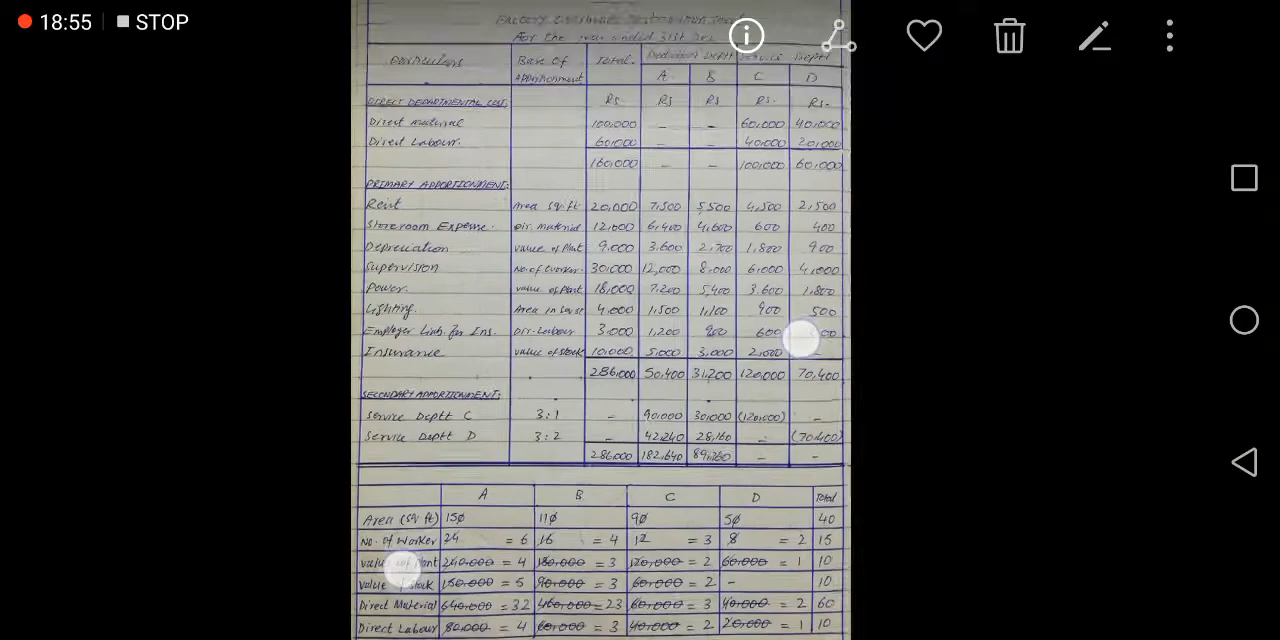 18:55 STOP
Factory Overhead Distribution Sheet
For the year ended 31st Dec
Particulars Base of Apportionment Total Production Deptt Service Deptt
A B C D
DIRECT DEPARTMENTAL COST: Rs Rs Rs Rs. Rs.
Direct Material 100,000 – – 60,000 40,000
Direct Labour. 60,000 – – 40,000 20,000
160,000 – – 100,000 60,000
PRIMARY APPORTIONMENT:
Rent Area sq.ft 20,000 7,500 5,500 4,500 2,500
Storeroom Expense. Dir. Material 12,000 6,400 4,600 600 400
Depreciation Value of Plant 9,000 3,600 2,700 1,800 900
Supervision No. of Worker. 30,000 12,000 8,000 6,000 4,000
Power. Value of Plant 18,000 7,200 5,400 3,600 1,800
Lighting. Area in 4,000 1,500 1,100 900 500
Employer Liab. for Ins. Dir. Labour 3,000 1,200 900 600 00
Insurance Value of stock 10,000 5,000 3,000 2,000 –
286,000 50,400 31,200 120,000 70,400
SECONDARY APPORTIONMENT:
Service Deptt C 3:1 – 90,000 30,000 (120,000) –
Service Deptt D 3:2 – 42,240 28,160 – (70,400)
286,000 182,640 89,360 – –
A B C D Total
Area (sq ft) 150 110 90 50 40
No. of Worker 24 = 6 16 = 4 12 = 3 8 = 2 15
Value of Plant 240,000 = 4 180,000 = 3 120,000 = 2 60,000 = 1 10
Value stock 150,000 = 5 90,000 = 3 60,000 = 2 – 10
Direct Material 640,000 = 32 460,000 = 23 60,000 = 3 40,000 = 2 60
Direct Labour 80,000 = 4 60,000 = 3 40,000 = 2 20,000 = 1 10